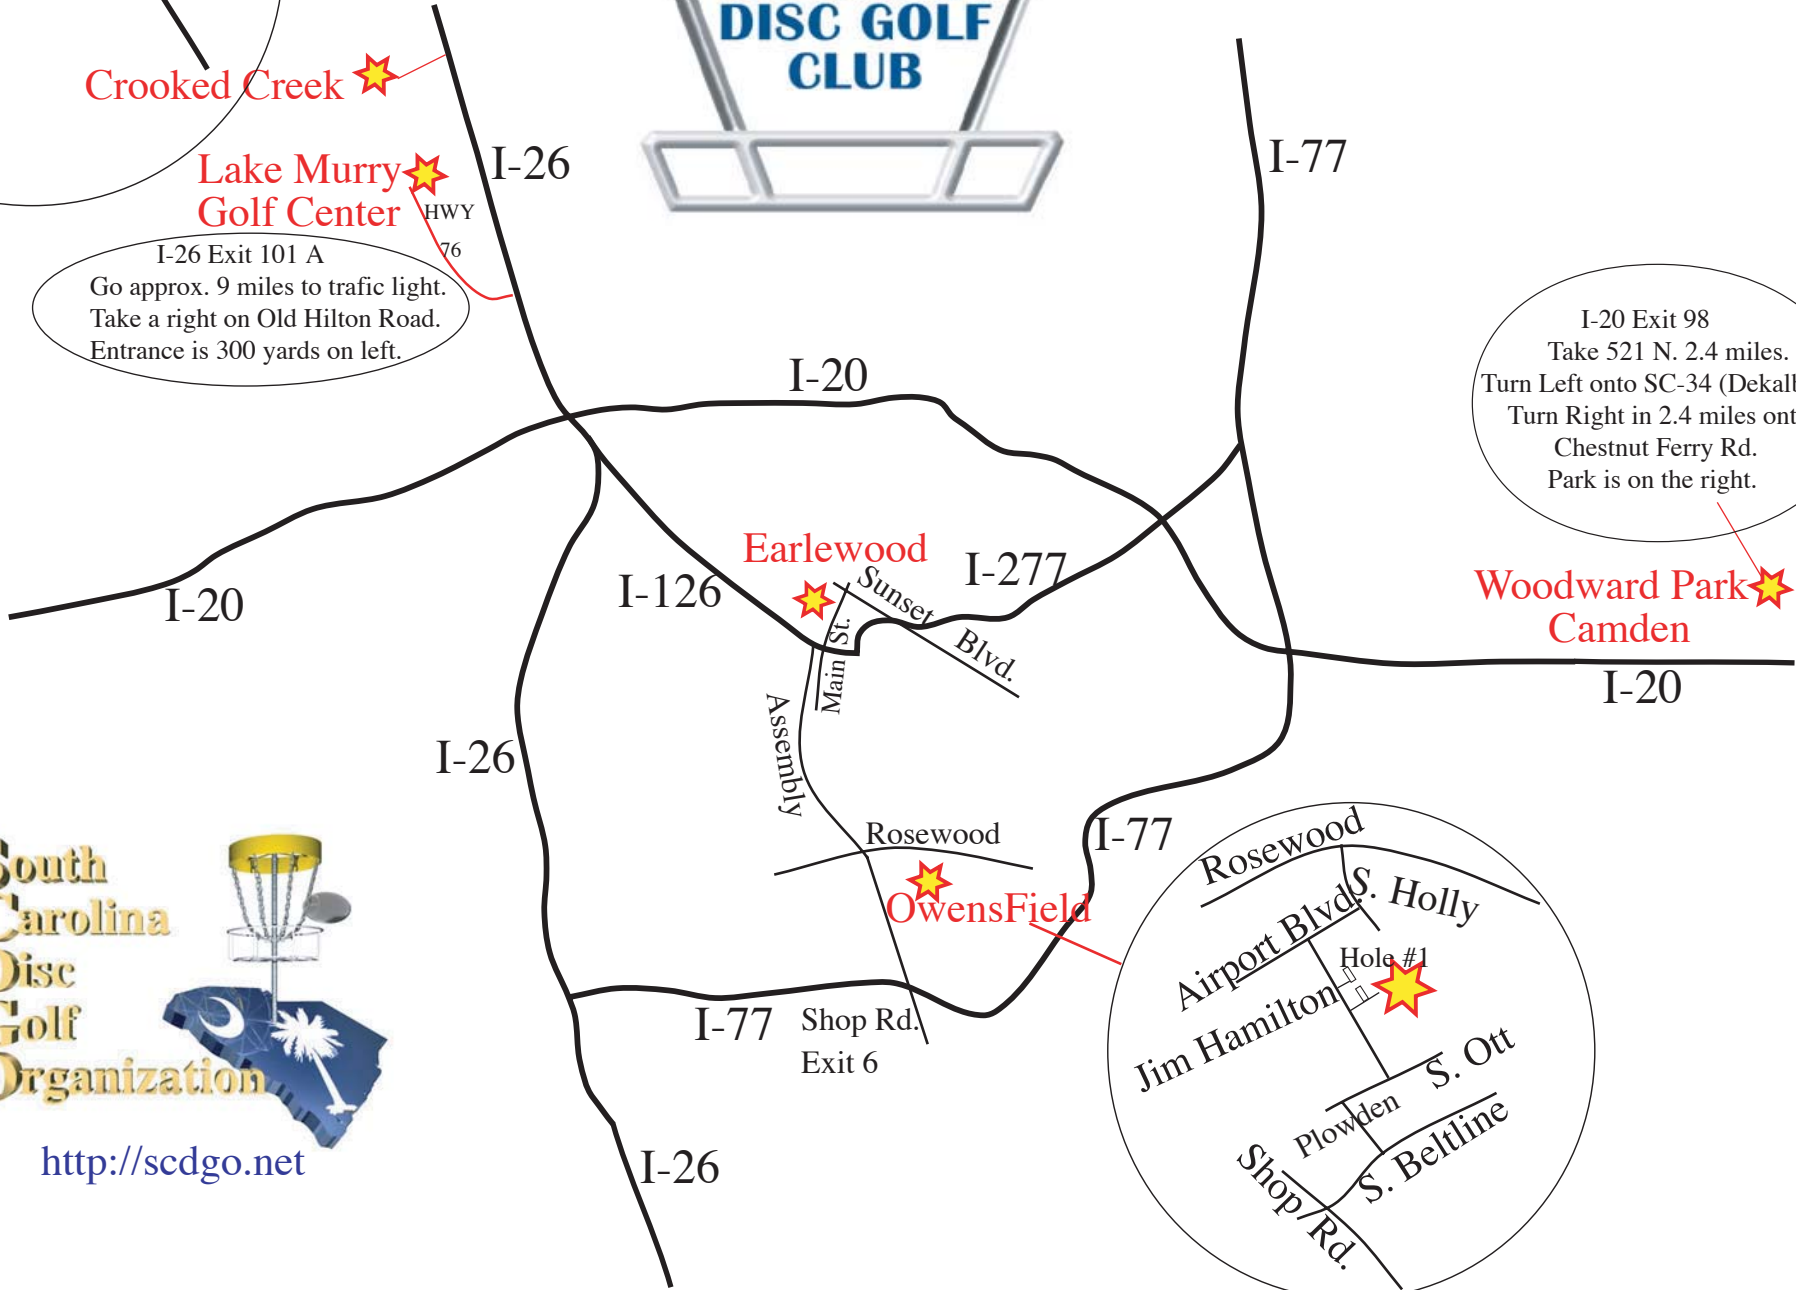 DISC GOLF
CLUB
Crooked Creek
I-26
I-77
Lake Murry
Golf Center
HWY
76
I-26 Exit 101 A
Go approx. 9 miles to trafic light.
Take a right on Old Hilton Road.
Entrance is 300 yards on left.
I-20
I-20 Exit 98
Take 521 N. 2.4 miles.
Turn Left onto SC-34 (Dekalb
Turn Right in 2.4 miles ont
Chestnut Ferry Rd.
Park is on the right.
Earlewood
I-277
I-126
I-20
Sunset
Blvd.
Main St.
Woodward Park
Camden
I-20
Assembly
I-26
Rosewood
I-77
OwensField
Rosewood
S. Holly
Airport Blvd.
Hole #1
Jim Hamilton
S. Ott
Plowden
S. Beltline
Shop Rd.
I-77
Shop Rd.
Exit 6
South
Carolina
Disc
Golf
Organization
http://scdgo.net
I-26